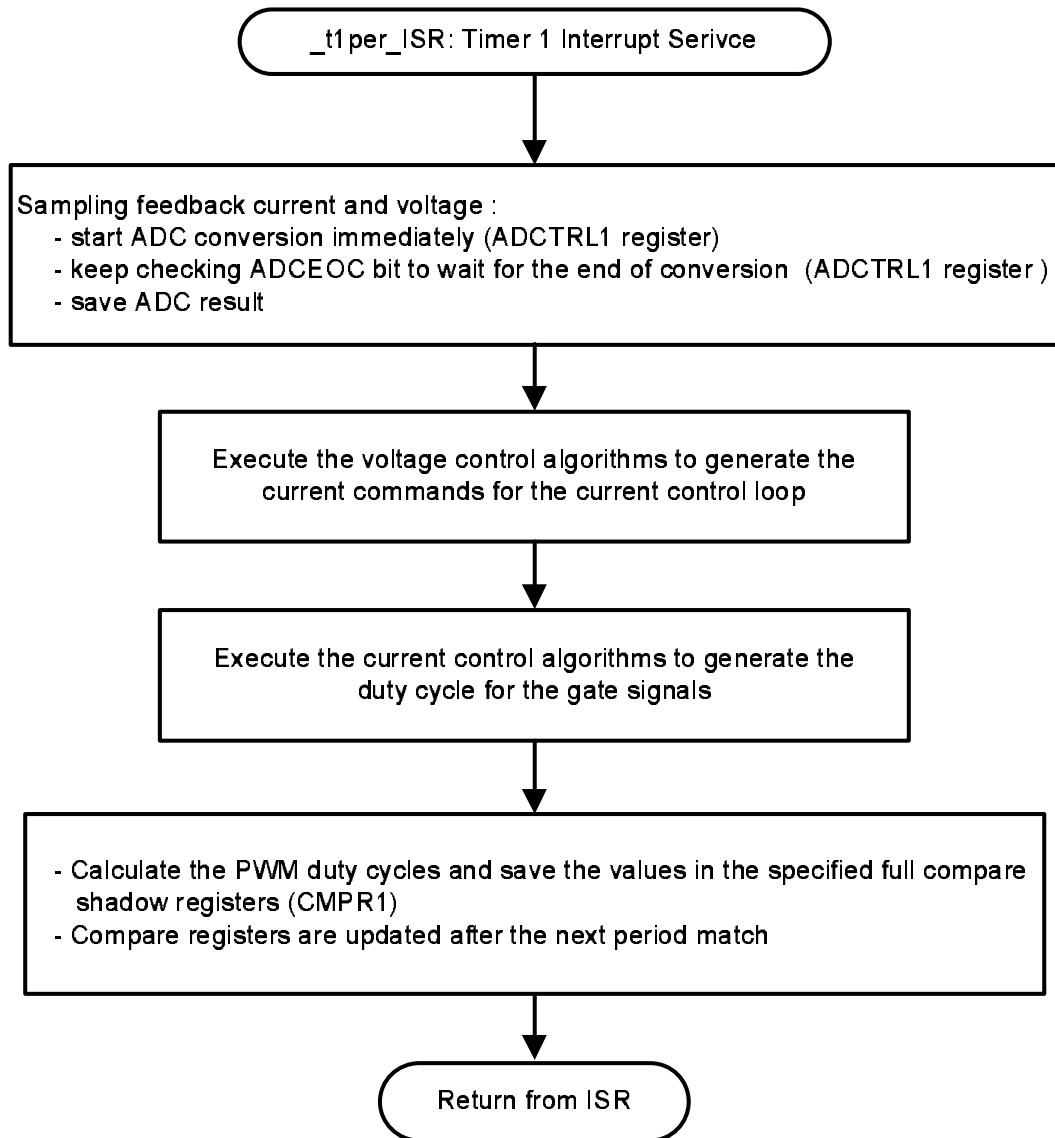 _t1per_ISR: Timer 1 Interrupt Serivce
Sampling feedback current and voltage :
- start ADC conversion immediately (ADCTRL1 register)
- keep checking ADCEOC bit to wait for the end of conversion (ADCTRL1 register )
- save ADC result
Execute the voltage control algorithms to generate the
current commands for the current control loop
Execute the current control algorithms to generate the
duty cycle for the gate signals
- Calculate the PWM duty cycles and save the values in the specified full compare
shadow registers (CMPR1)
- Compare registers are updated after the next period match
Return from ISR